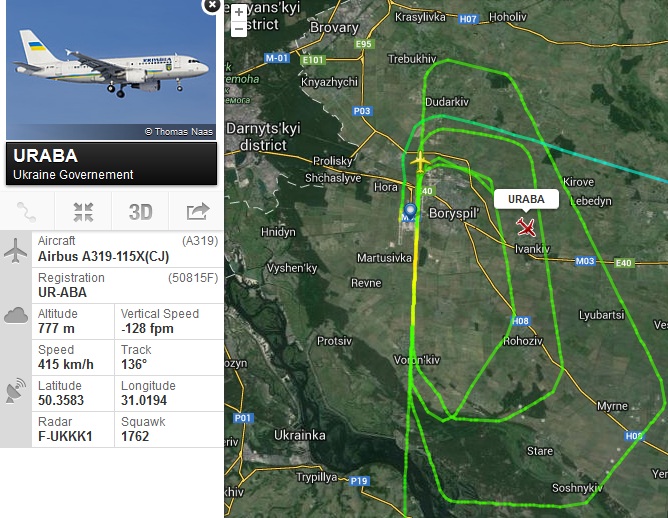 © Thomas Naas
URABA
Ukraine Governement
3D
Aircraft
(A319)
Airbus A319-115X(CJ)
Registration
(50815F)
UR-ABA
Altitude
Vertical Speed
777 m
-128 fpm
Speed
Track
415 km/h
136°
Latitude
Longitude
50.3583
31.0194
Radar
Squawk
F-UKKK1
1762
+
−
yans'kyi
district
Krasylivka
H07
Hoholiv
Brovary
E95
M-01
E101
Trebukhiv
Knyazhychi
P03
Dudarkiv
Darnyts'kyi
district
Prolisky
Shchaslyve
Hora
40
Kirove
URABA
Lebedyn
Boryspil'
Hnidyn
Ivankiv
Martusivka
M03
E40
Vyshen'ky
Revne
Lyubartsi
H08
Protsiv
Rohoziv
Voron'kiv
ozyn
Myrne
P01
Ukrainka
H08
eriv
Stare
Trypillya
P19
Soshnykiv
khiv